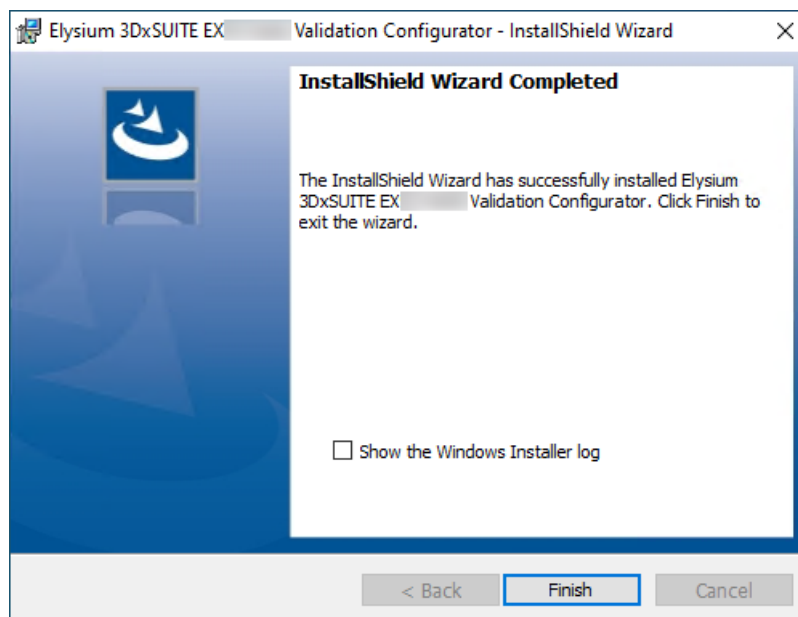 Elysium 3DxSUITE EX Validation Configurator - InstallShield Wizard
InstallShield Wizard Completed
The InstallShield Wizard has successfully installed Elysium
3DxSUITE EX Validation Configurator. Click Finish to
exit the wizard.
Show the Windows Installer log
< Back
Finish
Cancel